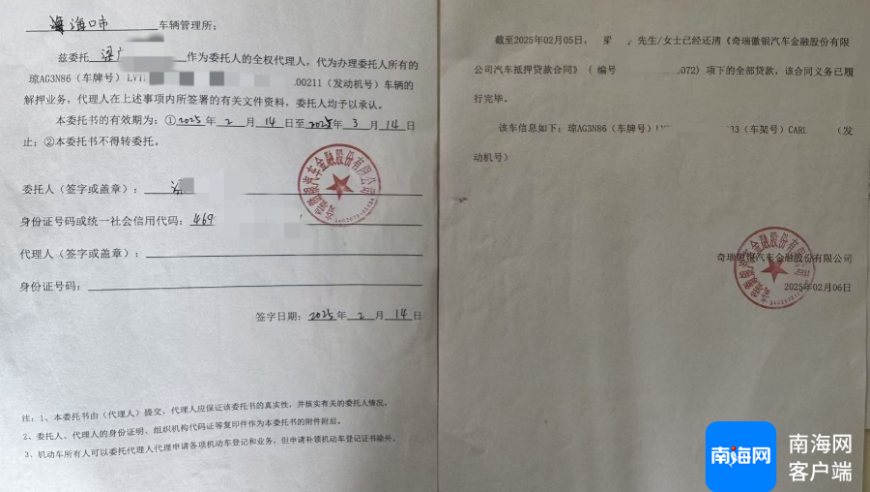 海口市 车辆管理所：
兹委托 梁 作为委托人的全权代理人，代为办理委托人所有的
琼AG3N86（车牌号）LVT 00211（发动机号）车辆的
解押业务，代理人在上述事项内所签署的有关文件资料，委托人均予以承认。
本委托书的有效期为：①2025年2月14日至2025年3月14日
止；②本委托书不得转委托。
委托人（签字或盖章）：
身份证号码或统一社会信用代码：469
代理人（签字或盖章）：
身份证号码：
签字日期：2025年2月14日
注：1、本委托书由（代理人）提交，代理人应保证该委托书的真实性，并核实有关的委托人情况。
2、委托人、代理人的身份证明、组织机构代码证等复印件作为本委托书的附件附后。
3、机动车所有人可以委托代理人代理申请各项机动车登记和业务，但申请补领机动车登记证书除外。
截至2025年02月05日， 先生/女士已经还清《奇瑞徽银汽车金融股份有限
公司汽车抵押贷款合同》（编号 072）项下的全部贷款，该合同义务已履
行完毕。
该车信息如下：琼AG3N86（车牌号） 33（车架号）CARL （发
动机号）
奇瑞徽银汽车金融股份有限公司
2025年02月06日
南海网
南海网
客户端